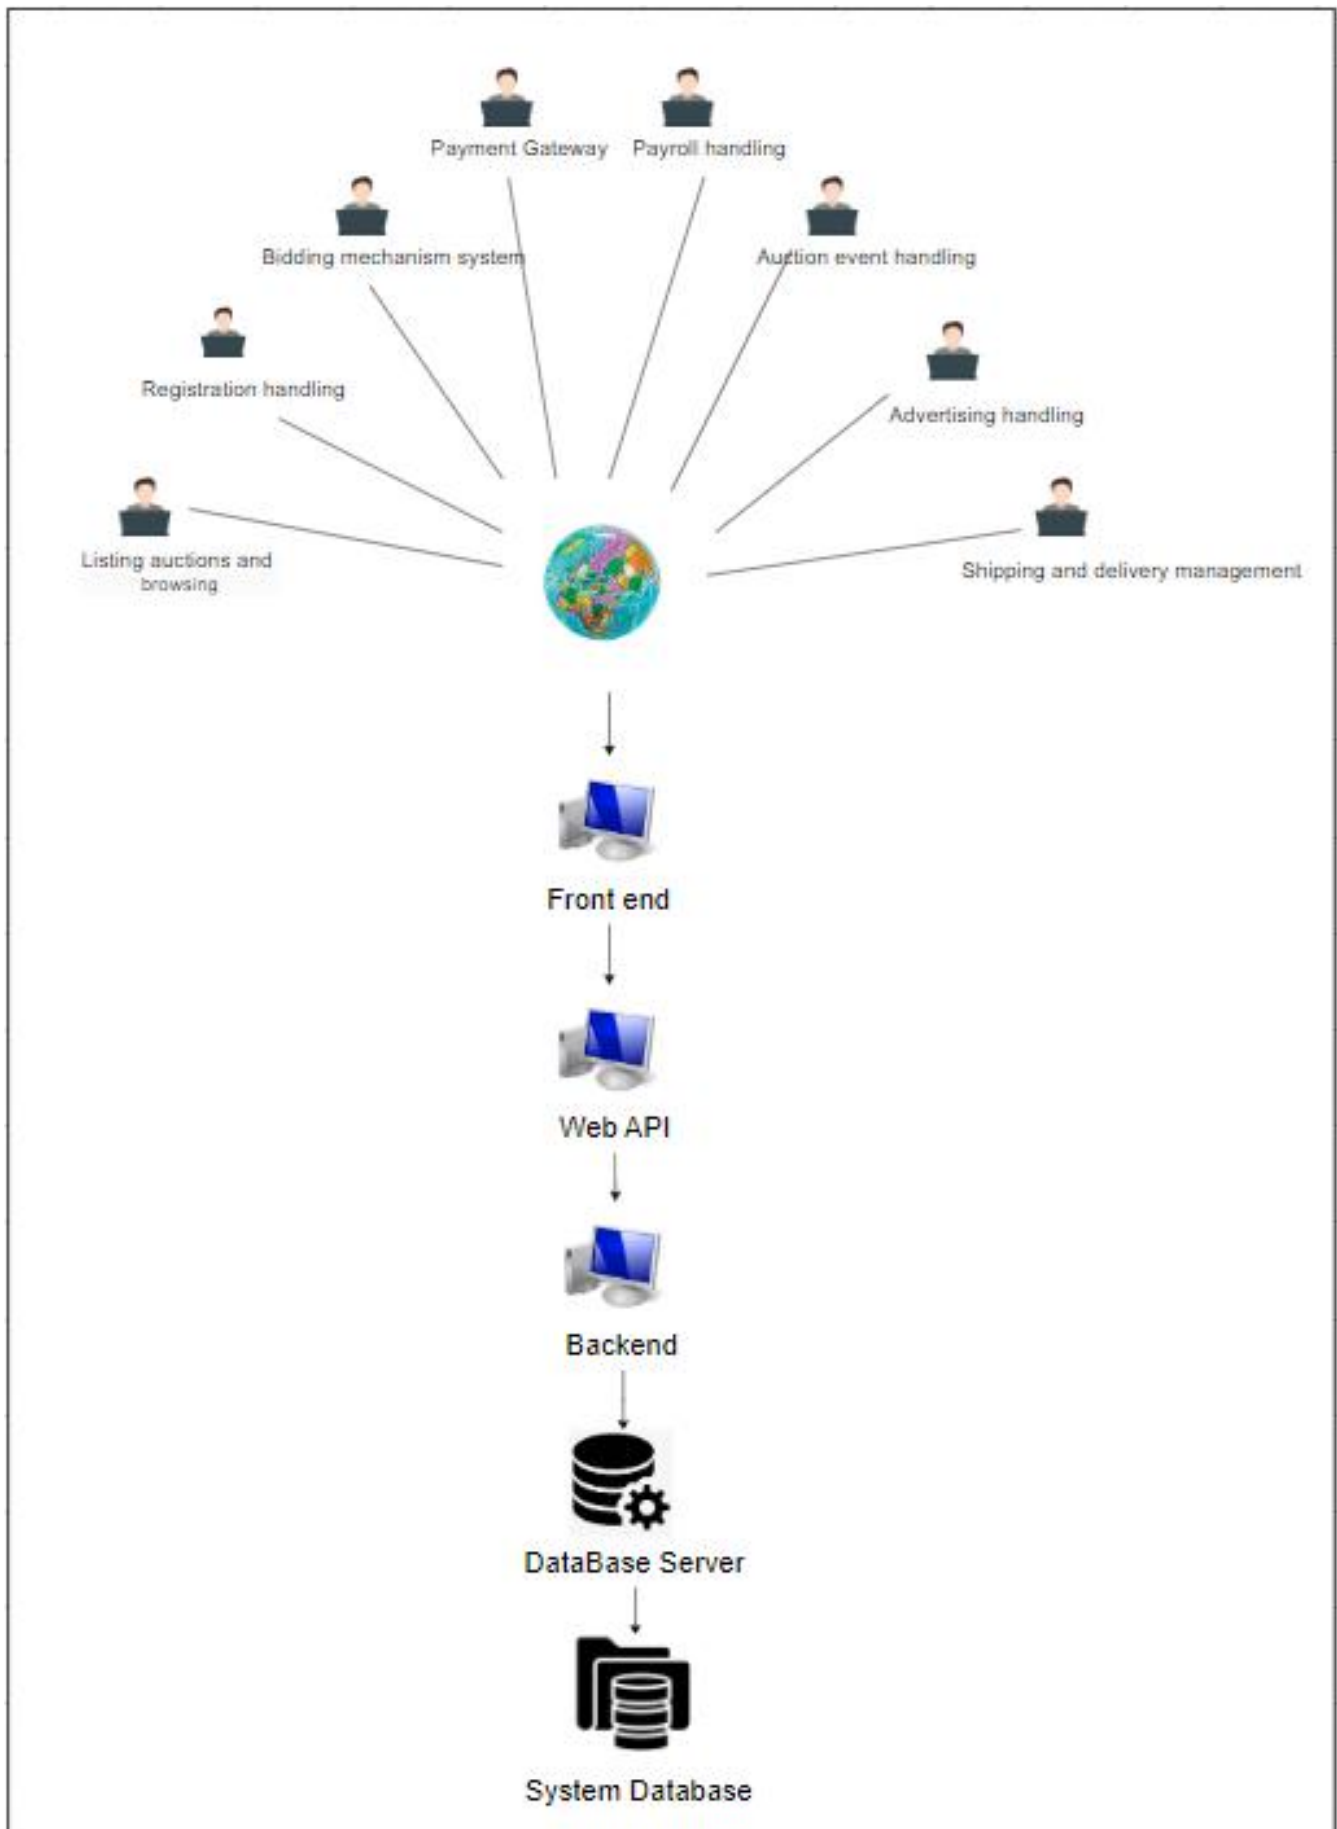 Payment Gateway
Payroll handling
Bidding mechanism system
Auction event handling
Registration handling
Advertising handling
Listing auctions and
browsing
Shipping and delivery management
Front end
Web API
Backend
DataBase Server
System Database